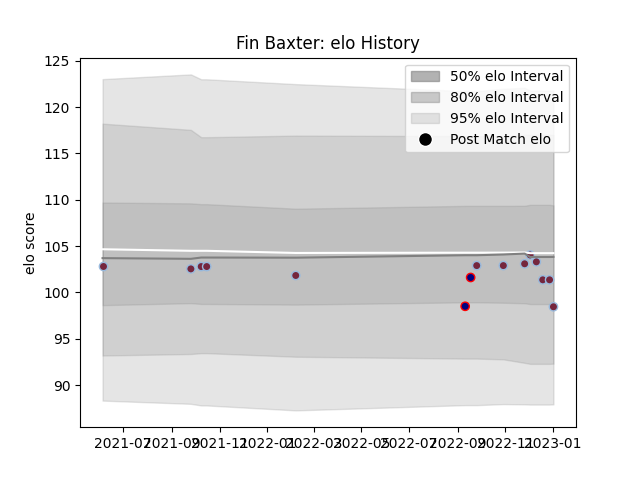 Fin Baxter: elo History
125
120
115
110
105
100
95
90
elo score
50% elo Interval
80% elo Interval
95% elo Interval
Post Match elo
2021-07 2021-09 2021-11 2022-01 2022-03 2022-05 2022-07 2022-09 2022-11 2023-01